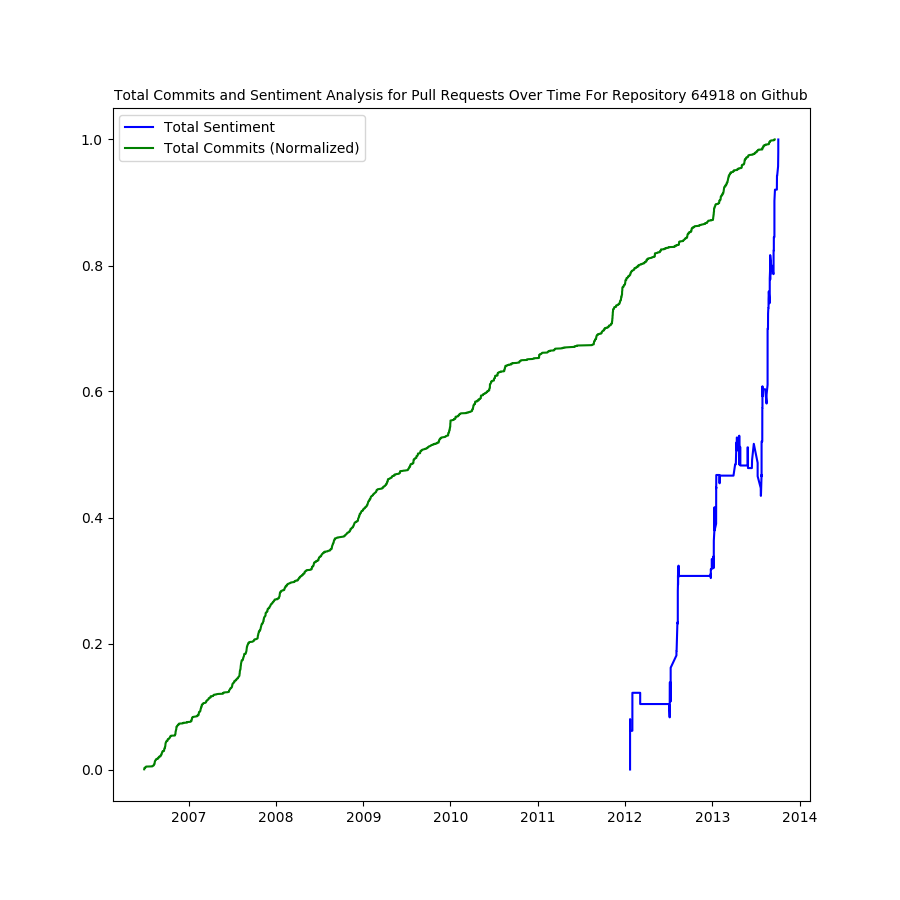 Total Commits and Sentiment Analysis for Pull Requests Over Time For Repository 64918 on Github
Total Sentiment
Total Commits (Normalized)
1.0
0.8
0.6
0.4
0.2
0.0
2007 2008 2009 2010 2011 2012 2013 2014